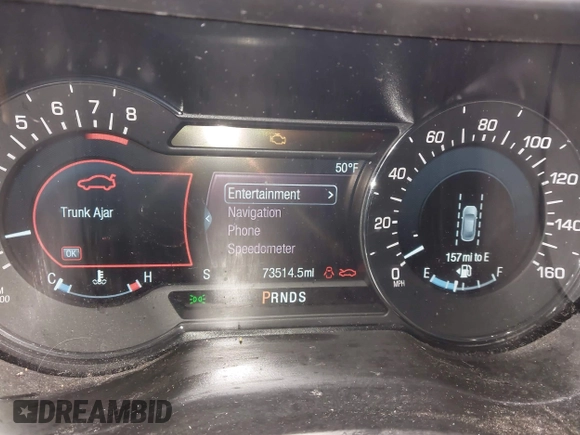 6 7 8
50°F
Trunk Ajar
OK
C H
Entertainment >
Navigation
Phone
Speedometer
S 73514.5mi
PRNDS
0 20 40 60 80 100 120 140 160
MPH
157 mi to E
E F
DREAMBID